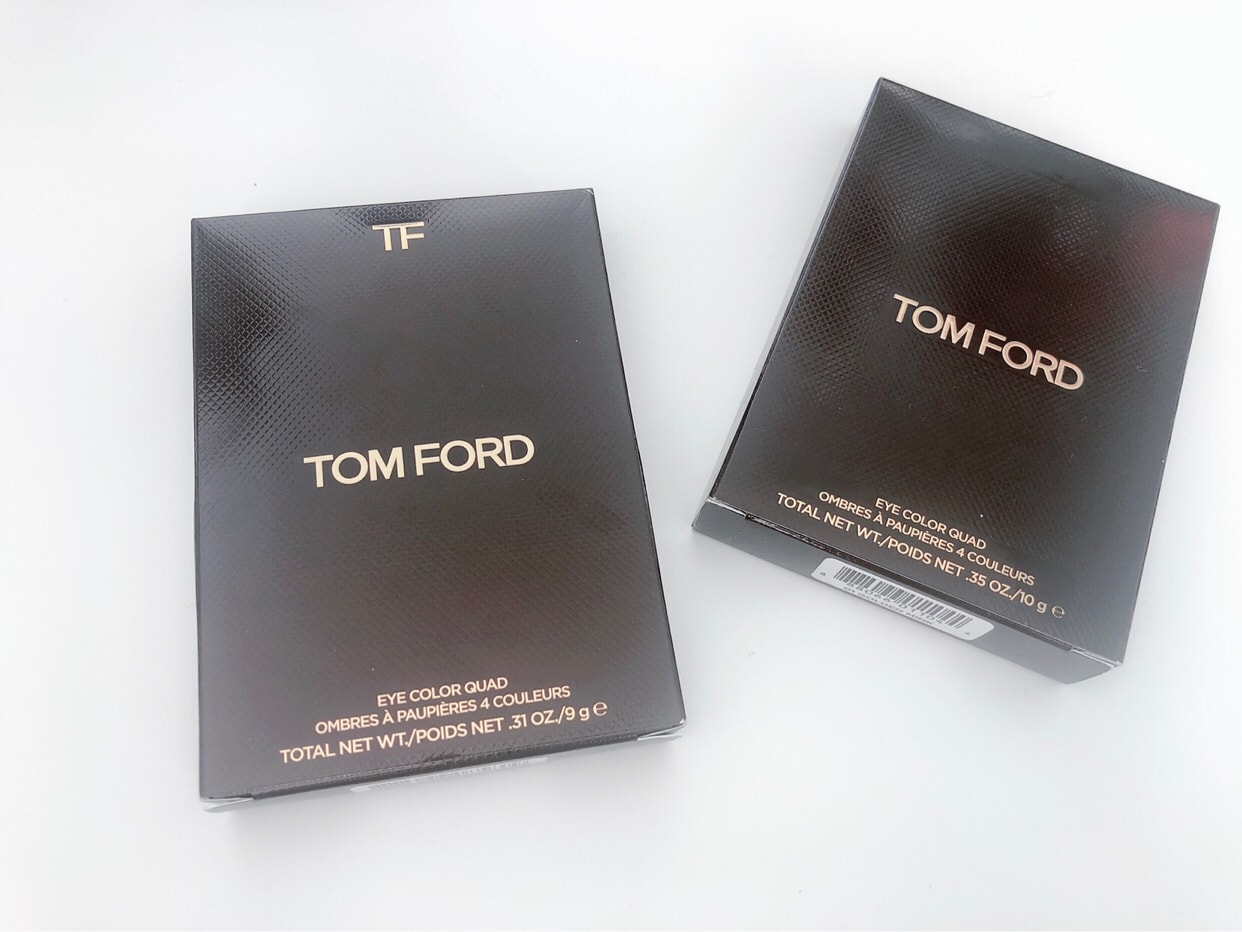 TF
TOM FORD
EYE COLOR QUAD
OMBRES À PAUPIÈRES 4 COULEURS
TOTAL NET WT./POIDS NET .31 OZ./9 g ℮
TOM FORD
EYE COLOR QUAD
OMBRES À PAUPIÈRES 4 COULEURS
TOTAL NET WT./POIDS NET .35 OZ./10 g ℮